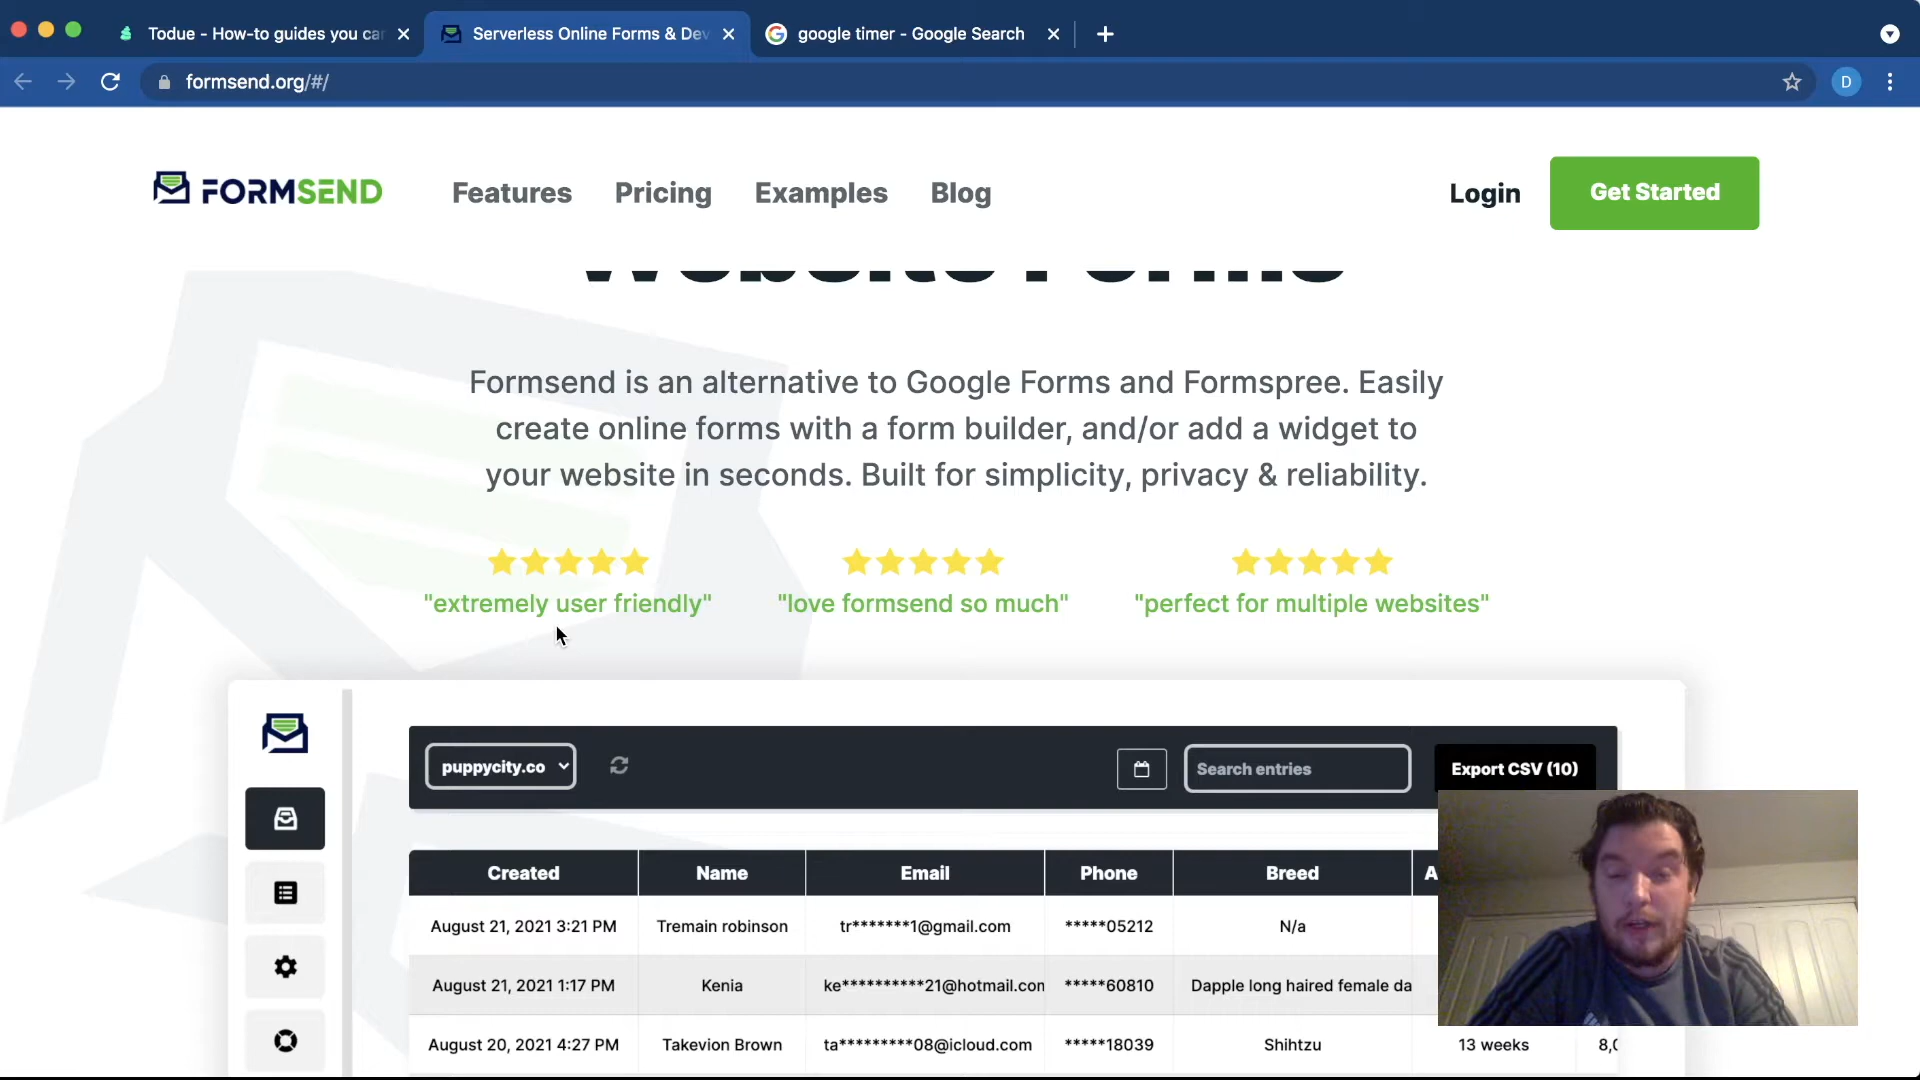 Todue - How-to guides you can
Serverless Online Forms & Dev
google timer - Google Search
formsend.org/#/
D
FORMSEND
Features
Pricing
Examples
Blog
Login
Get Started
Website Forms
Formsend is an alternative to Google Forms and Formspree. Easily
create online forms with a form builder, and/or add a widget to
your website in seconds. Built for simplicity, privacy & reliability.
"extremely user friendly"
"love formsend so much"
"perfect for multiple websites"
puppycity.co
Search entries
Export CSV (10)
Created Name Email Phone Breed A
August 21, 2021 3:21 PM Tremain robinson tr*******1@gmail.com *****05212 N/a
August 21, 2021 1:17 PM Kenia ke**********21@hotmail.com *****60810 Dapple long haired female da
August 20, 2021 4:27 PM Takevion Brown ta*********08@icloud.com *****18039 Shihtzu 13 weeks 8,0